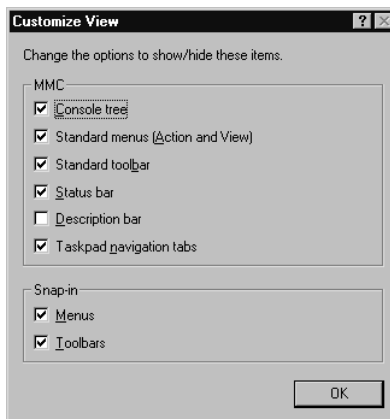 Customize View
Change the options to show/hide these items.
MMC
Console tree
Standard menus (Action and View)
Standard toolbar
Status bar
Description bar
Taskpad navigation tabs
Snap-in
Menus
Toolbars
OK